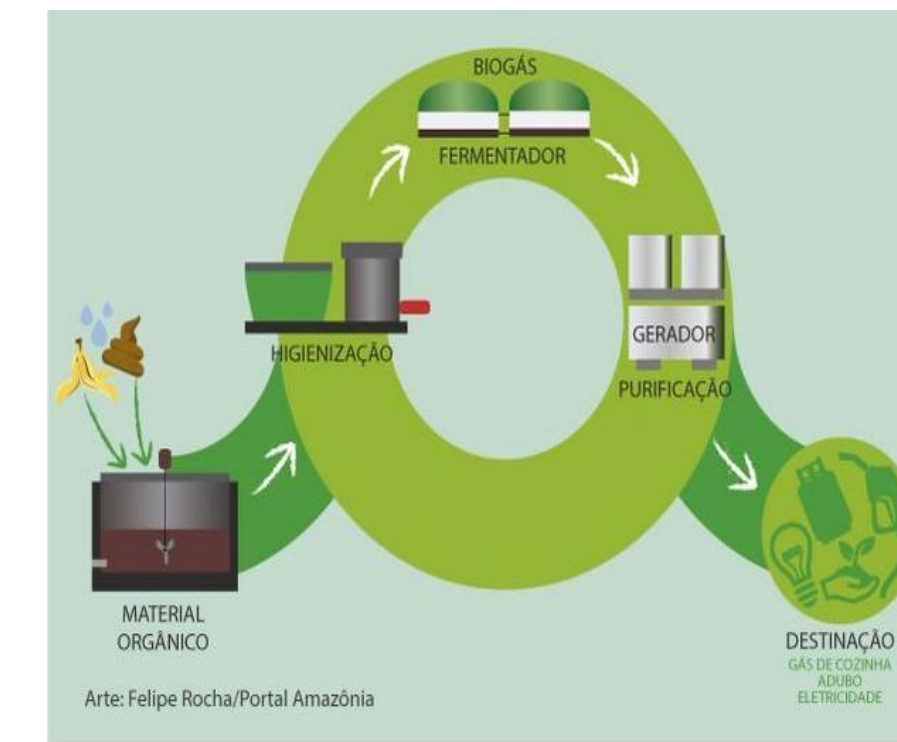 BIOGÁS
FERMENTADOR
HIGIENIZAÇÃO
GERADOR
PURIFICAÇÃO
MATERIAL
ORGÂNICO
DESTINAÇÃO
GÁS DE COZINHA
ADUBO
ELETRICIDADE
Arte: Felipe Rocha/Portal Amazônia